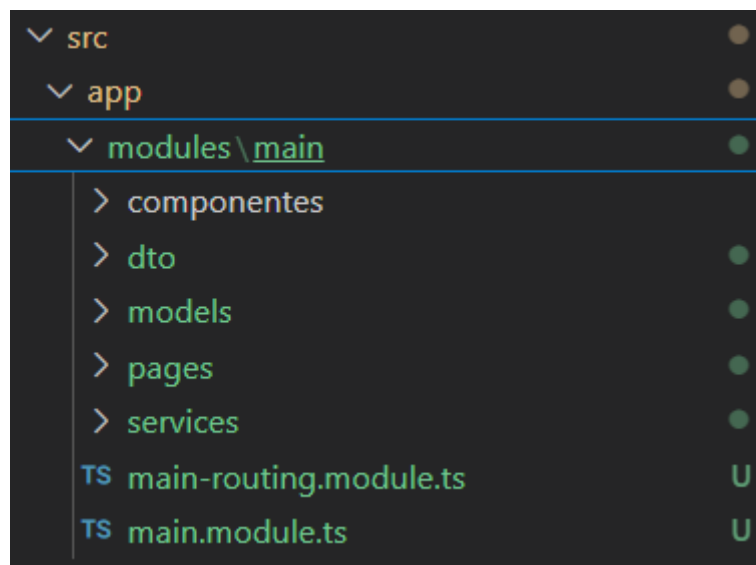 src
app
modules\main
componentes
dto
models
pages
services
TS main-routing.module.ts U
TS main.module.ts U